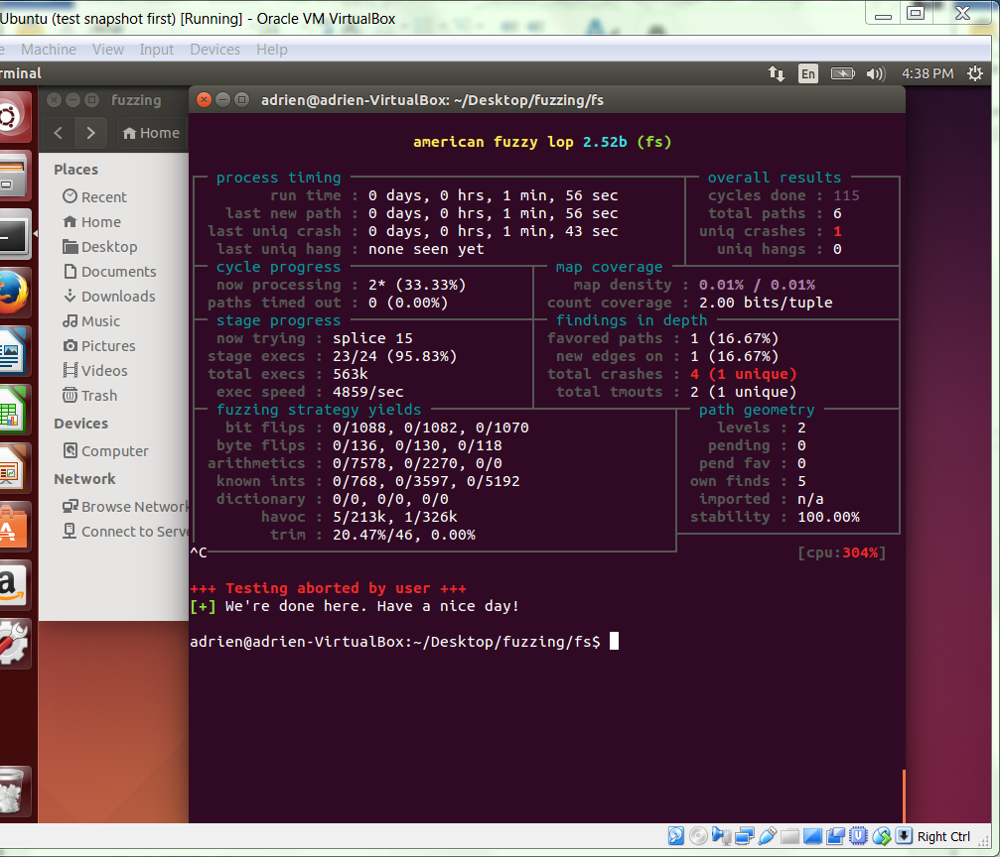 Ubuntu (test snapshot first) [Running] - Oracle VM VirtualBox
Machine View Input Devices Help
rminal
En
4:38 PM
fuzzing
Home
Places
Recent
Home
Desktop
Documents
Downloads
Music
Pictures
Videos
Trash
Devices
Computer
Network
Browse Network
Connect to Serve
adrien@adrien-VirtualBox: ~/Desktop/fuzzing/fs
american fuzzy lop 2.52b (fs)
process timing
run time : 0 days, 0 hrs, 1 min, 56 sec
last new path : 0 days, 0 hrs, 1 min, 56 sec
last uniq crash : 0 days, 0 hrs, 1 min, 43 sec
last uniq hang : none seen yet
overall results
cycles done : 115
total paths : 6
uniq crashes : 1
uniq hangs : 0
cycle progress
now processing : 2* (33.33%)
paths timed out : 0 (0.00%)
map coverage
map density : 0.01% / 0.01%
count coverage : 2.00 bits/tuple
stage progress
now trying : splice 15
stage execs : 23/24 (95.83%)
total execs : 563k
exec speed : 4859/sec
findings in depth
favored paths : 1 (16.67%)
new edges on : 1 (16.67%)
total crashes : 4 (1 unique)
total tmouts : 2 (1 unique)
fuzzing strategy yields
bit flips : 0/1088, 0/1082, 0/1070
byte flips : 0/136, 0/130, 0/118
arithmetics : 0/7578, 0/2270, 0/0
known ints : 0/768, 0/3597, 0/5192
dictionary : 0/0, 0/0, 0/0
havoc : 5/213k, 1/326k
trim : 20.47%/46, 0.00%
path geometry
levels : 2
pending : 0
pend fav : 0
own finds : 5
imported : n/a
stability : 100.00%
^C
[cpu:304%]
+++ Testing aborted by user +++
[+] We're done here. Have a nice day!
adrien@adrien-VirtualBox:~/Desktop/fuzzing/fs$
Right Ctrl